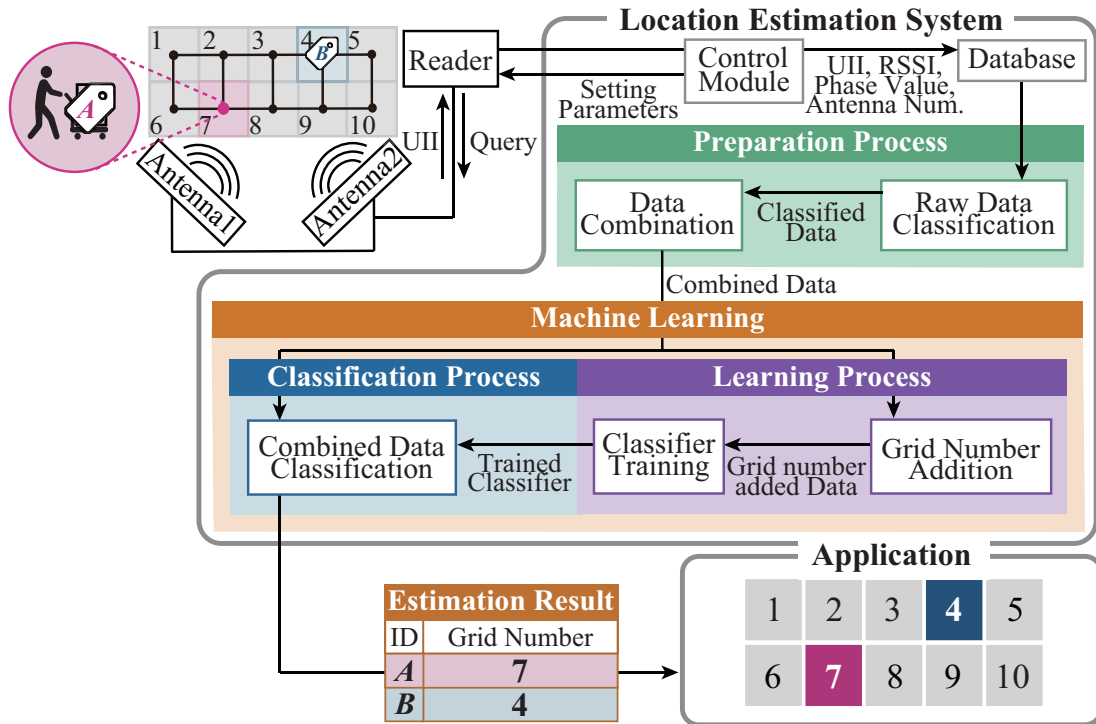 Location Estimation System
1 2 3 4 5
B
6 7 8 9 10
A
Antenna1
Antenna2
Reader
UII
Query
Setting
Parameters
Control
Module
UII, RSSI,
Phase Value,
Antenna Num.
Database
Preparation Process
Data
Combination
Classified
Data
Raw Data
Classification
Combined Data
Machine Learning
Classification Process
Learning Process
Combined Data
Classification
Trained
Classifier
Classifier
Training
Grid number
added Data
Grid Number
Addition
Estimation Result
ID Grid Number
A 7
B 4
Application
1 2 3 4 5
6 7 8 9 10